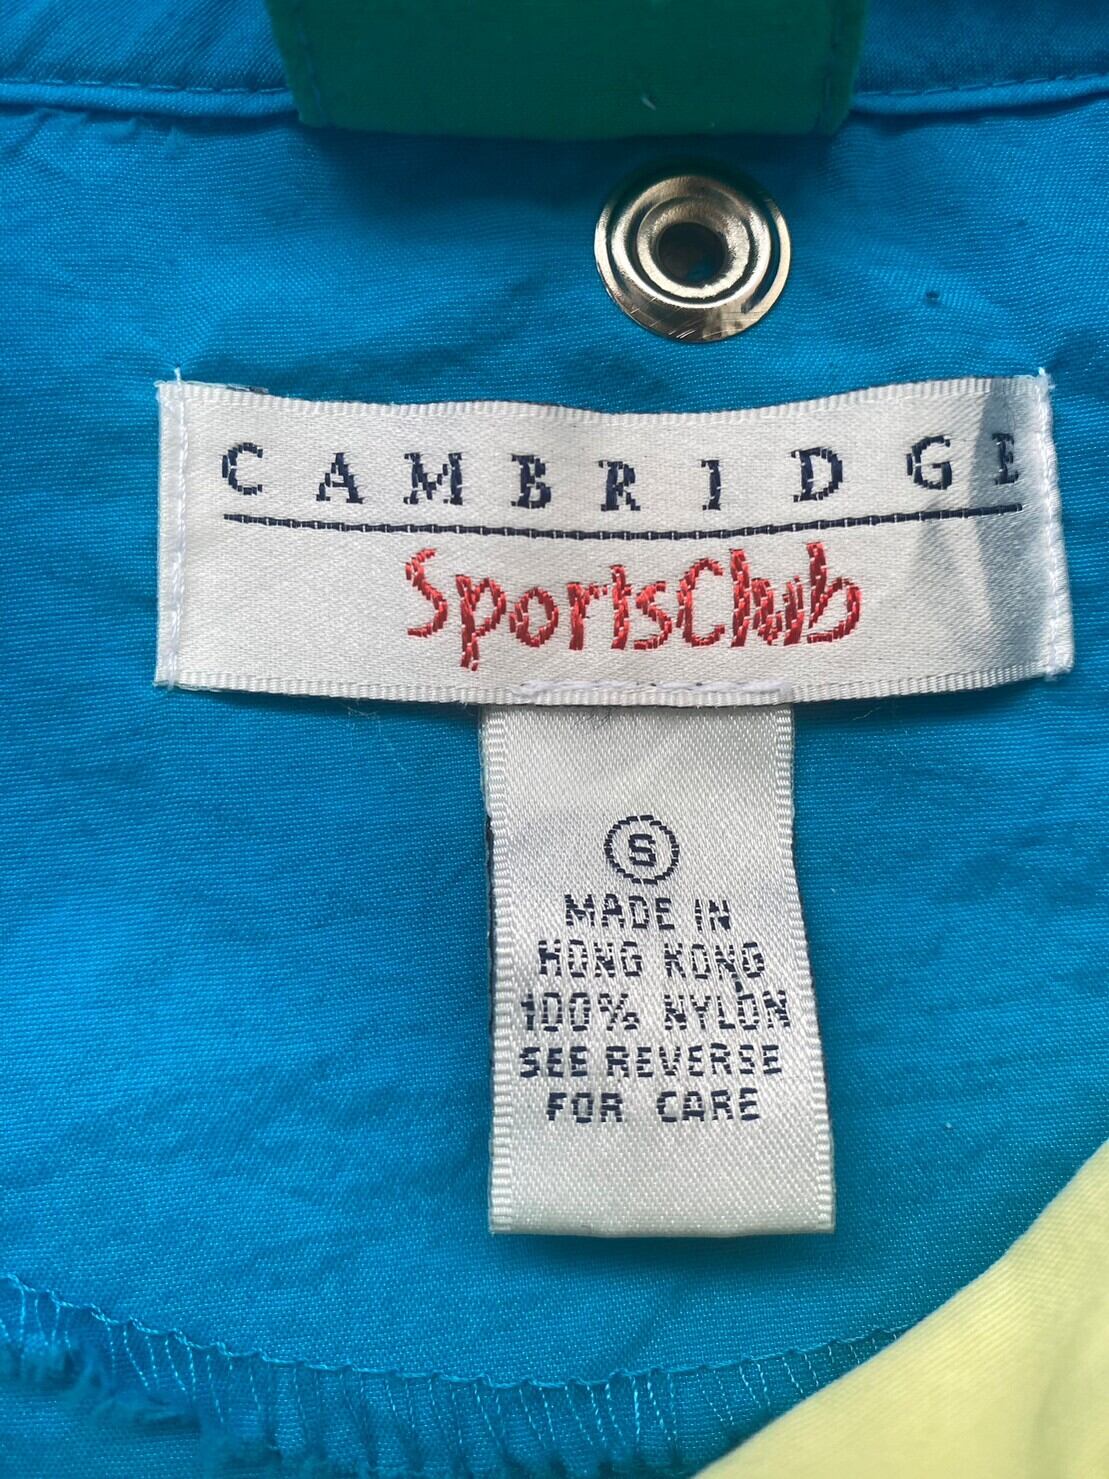 CAMBRIDGE
SportsClub
S
MADE IN
HONG KONG
100% NYLON
SEE REVERSE
FOR CARE